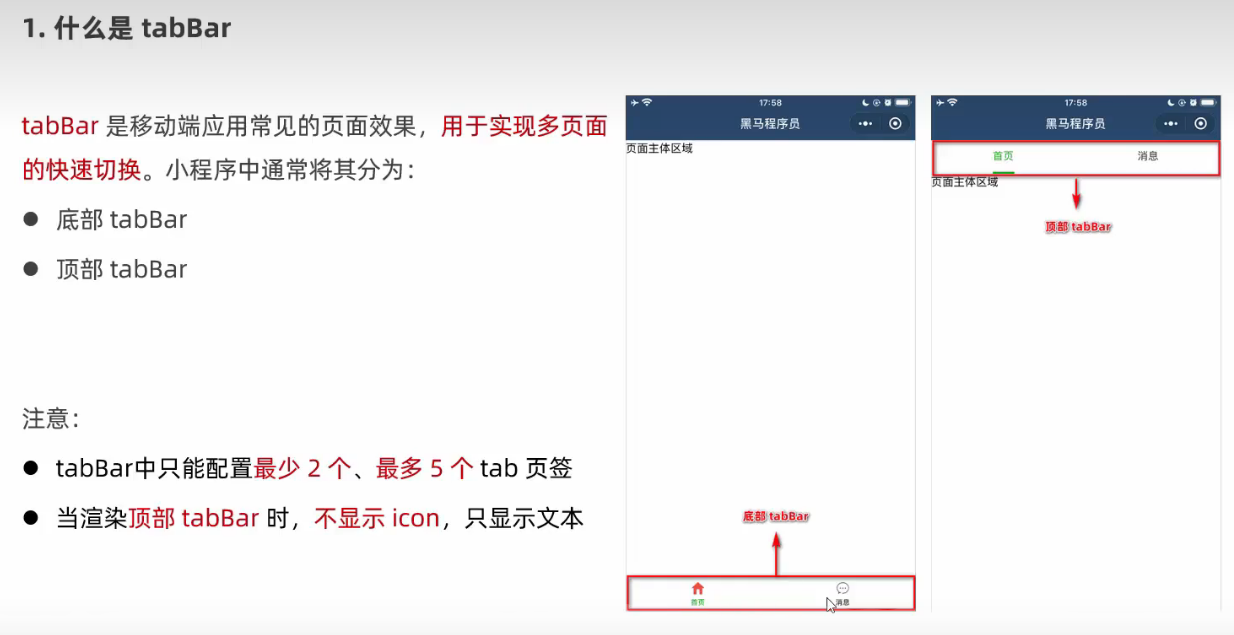 1. 什么是 tabBar
tabBar 是移动端应用常见的页面效果，用于实现多页面
的快速切换。小程序中通常将其分为：
● 底部 tabBar
● 顶部 tabBar
注意：
● tabBar中只能配置最少 2 个、最多 5 个 tab 页签
● 当渲染顶部 tabBar 时，不显示 icon，只显示文本
17:58
黑马程序员
页面主体区域
底部 tabBar
首页
消息
17:58
黑马程序员
首页
消息
页面主体区域
顶部 tabBar